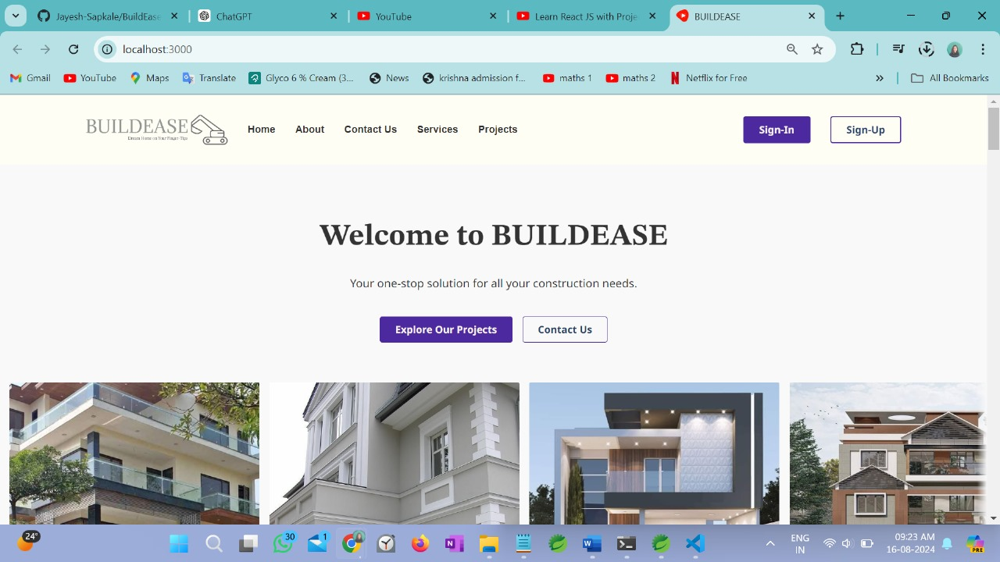 Jayesh-Sapkale/BuildEase
ChatGPT
YouTube
Learn React JS with Proje
BUILDEASE
localhost:3000
Gmail
YouTube
Maps
Translate
Glyco 6 % Cream (3...
News
krishna admission f...
maths 1
maths 2
Netflix for Free
All Bookmarks
BUILDEASE
Dream Home on Your Finger Tips
Home
About
Contact Us
Services
Projects
Sign-In
Sign-Up
Welcome to BUILDEASE
Your one-stop solution for all your construction needs.
Explore Our Projects
Contact Us
24°
30
1
ENG
IN
09:23 AM
16-08-2024
PRE